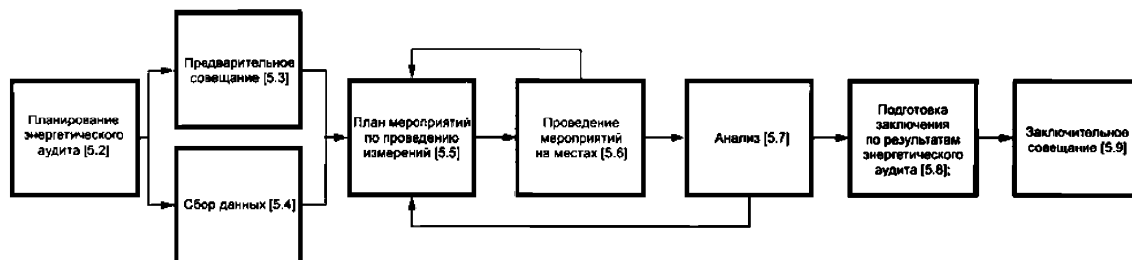 Планирование
энергетического
аудита [5.2]
Предварительное
совещание [5.3]
Сбор данных [5.4]
План мероприятий
по проведению
измерений [5.5]
Проведение
мероприятий
на местах [5.6]
Анализ [5.7]
Подготовка
заключения
по результатам
энергетического
аудита [5.8];
Заключительное
совещание [5.9]